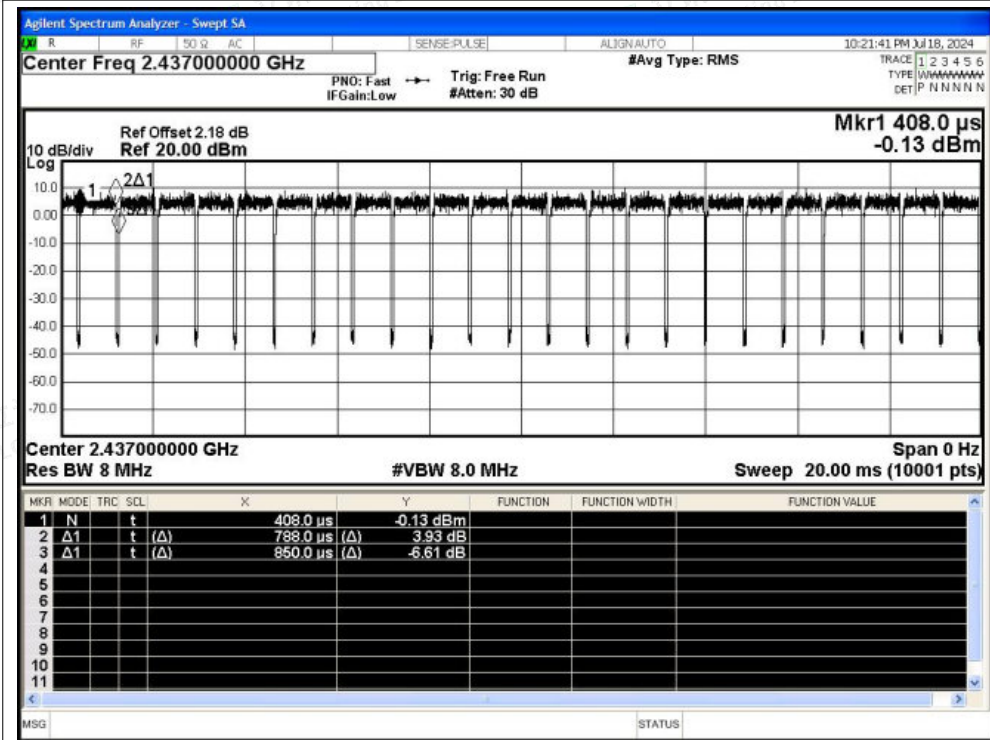 Agilent Spectrum Analyzer - Swept SA
LXI R RF 50 Ω AC SENSE:PULSE ALIGNAUTO 10:21:41 PM Jul 18, 2024
Center Freq 2.437000000 GHz #Avg Type: RMS TRACE 1 2 3 4 5 6
PNO: Fast Trig: Free Run TYPE WWWWWW
IFGain:Low #Atten: 30 dB DET P N N N N N
Mkr1 408.0 µs
Ref Offset 2.18 dB
10 dB/div Ref 20.00 dBm -0.13 dBm
Log
10.0
1 2Δ1
0.00
-10.0
-20.0
-30.0
-40.0
-50.0
-60.0
-70.0
Center 2.437000000 GHz Span 0 Hz
Res BW 8 MHz #VBW 8.0 MHz Sweep 20.00 ms (10001 pts)
MKR MODE TRC SCL X Y FUNCTION FUNCTION WIDTH FUNCTION VALUE
1 N t 408.0 µs -0.13 dBm
2 Δ1 t (Δ) 788.0 µs (Δ) 3.93 dB
3 Δ1 t (Δ) 850.0 µs (Δ) -6.61 dB
4
5
6
7
8
9
10
11
MSG STATUS